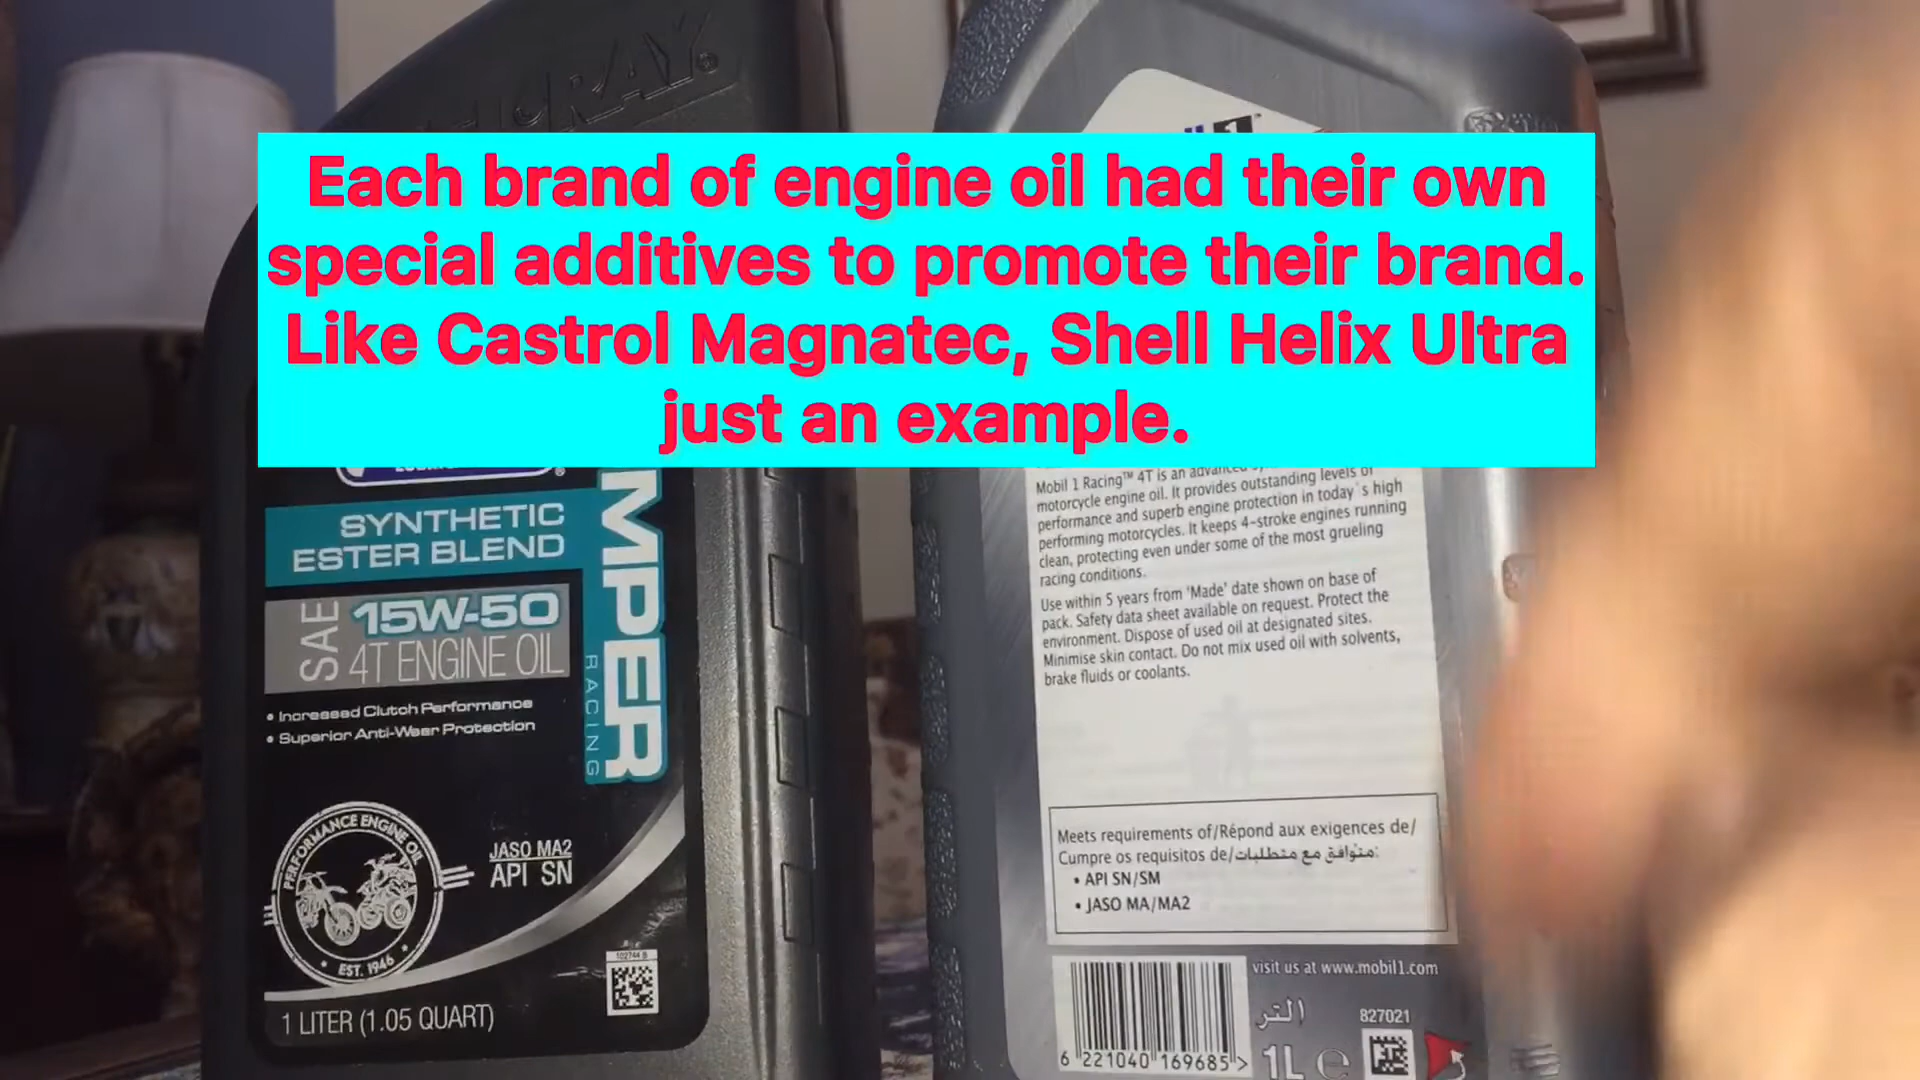 Each brand of engine oil had their own
special additives to promote their brand.
Like Castrol Magnatec, Shell Helix Ultra
just an example.
SYNTHETIC
ESTER BLEND
SAE 15W-50
4T ENGINE OIL
• Increased Clutch Performance
• Superior Anti-Wear Protection
RACING
PERFORMANCE ENGINE OIL
• EST. 1946 •
JASO MA2
API SN
102744 B
1 LITER (1.05 QUART)
Mobil 1 Racing™ 4T is an advanced
motorcycle engine oil. It provides outstanding levels of
performance and superb engine protection in today's high
performing motorcycles. It keeps 4-stroke engines running
clean, protecting even under some of the most grueling
racing conditions.
Use within 5 years from 'Made' date shown on base of
pack. Safety data sheet available on request. Protect the
environment. Dispose of used oil at designated sites.
Minimise skin contact. Do not mix used oil with solvents,
brake fluids or coolants.
Meets requirements of/Répond aux exigences de/
Cumpre os requisitos de/متوافق مع متطلبات:
• API SN/SM
• JASO MA/MA2
visit us at www.mobil1.com
التر
827021
6 221040 169685 >
1L e